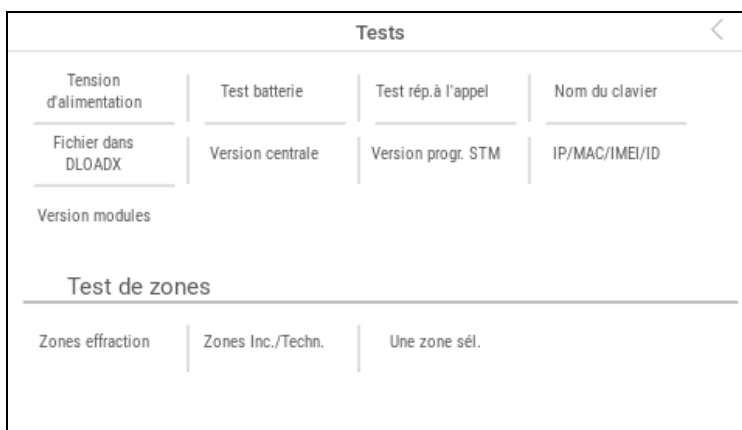 Tests
Tension
d'alimentation
Test batterie
Test rép.à l'appel
Nom du clavier
Fichier dans
DLOADX
Version centrale
Version progr. STM
IP/MAC/IMEI/ID
Version modules
Test de zones
Zones effraction
Zones Inc./Techn.
Une zone sél.